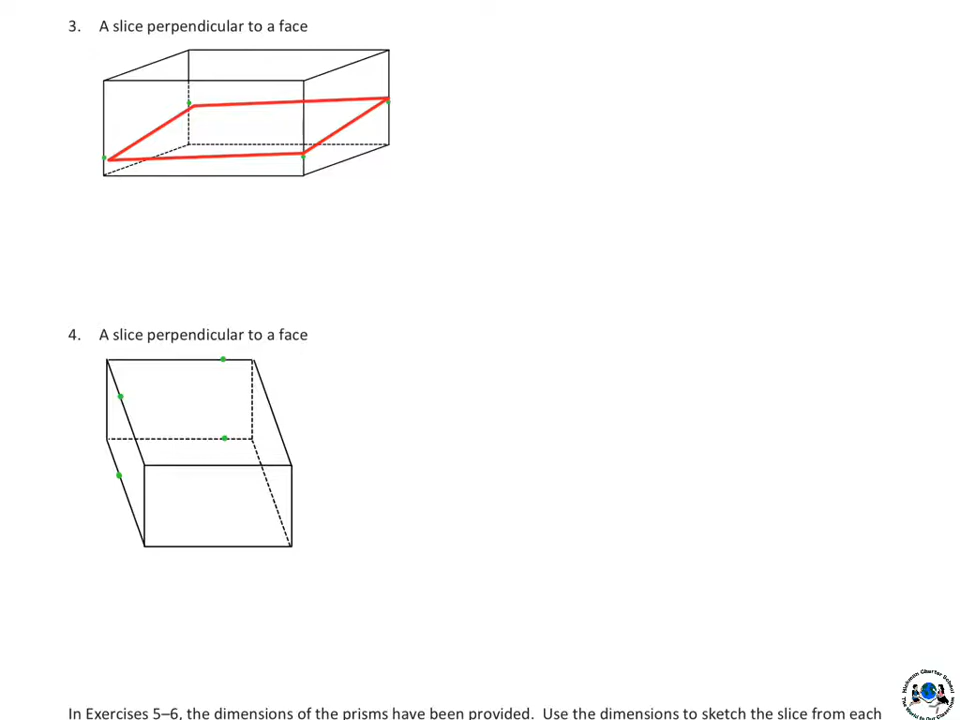 3. A slice perpendicular to a face
4. A slice perpendicular to a face
In Exercises 5–6, the dimensions of the prisms have been provided. Use the dimensions to sketch the slice from each